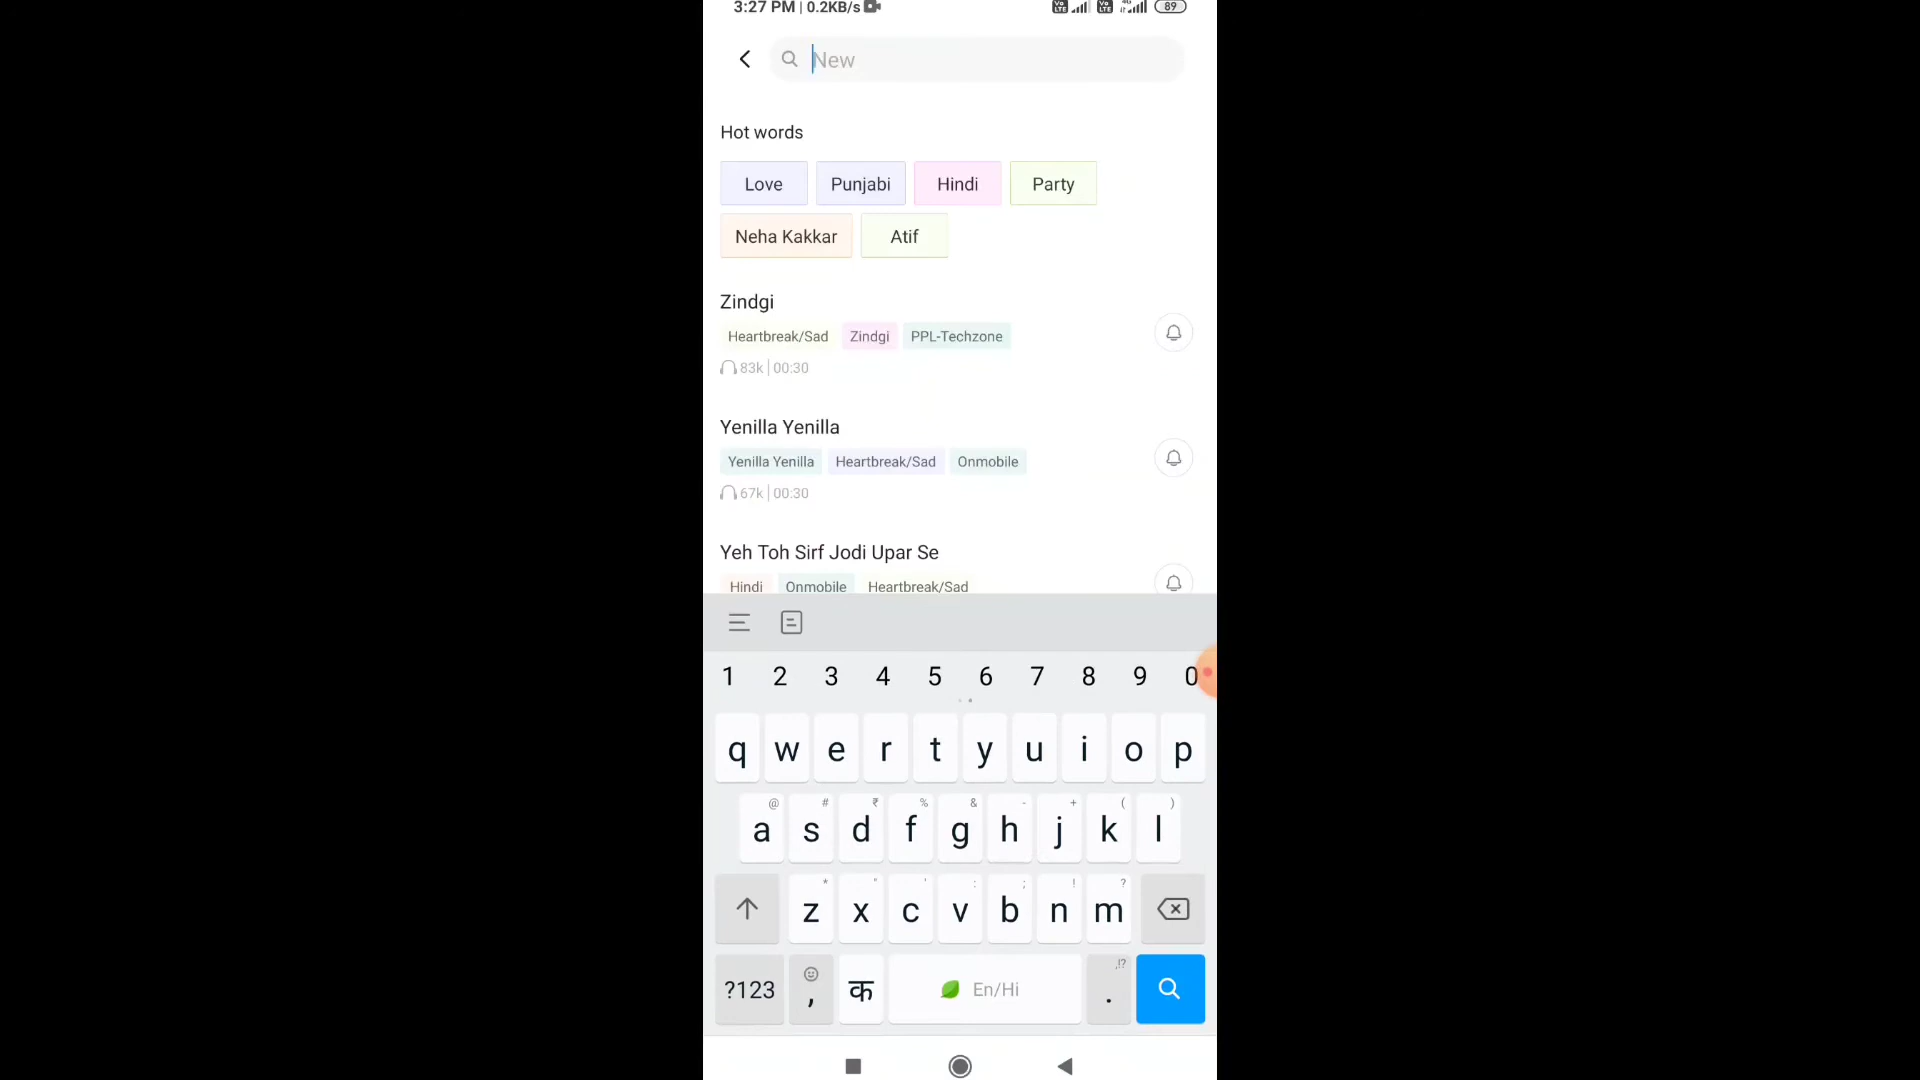 3:27 PM | 0.2KB/s 89
New
Hot words
Love Punjabi Hindi Party
Neha Kakkar Atif
Zindgi
Heartbreak/Sad Zindgi PPL-Techzone
83k | 00:30
Yenilla Yenilla
Yenilla Yenilla Heartbreak/Sad Onmobile
67k | 00:30
Yeh Toh Sirf Jodi Upar Se
Hindi Onmobile Heartbreak/Sad
1 2 3 4 5 6 7 8 9 0
q w e r t y u i o p
@ # ₹ % & - + ( )
a s d f g h j k l
* " ' : ; ! ?
z x c v b n m
,!?
?123 , क En/Hi .